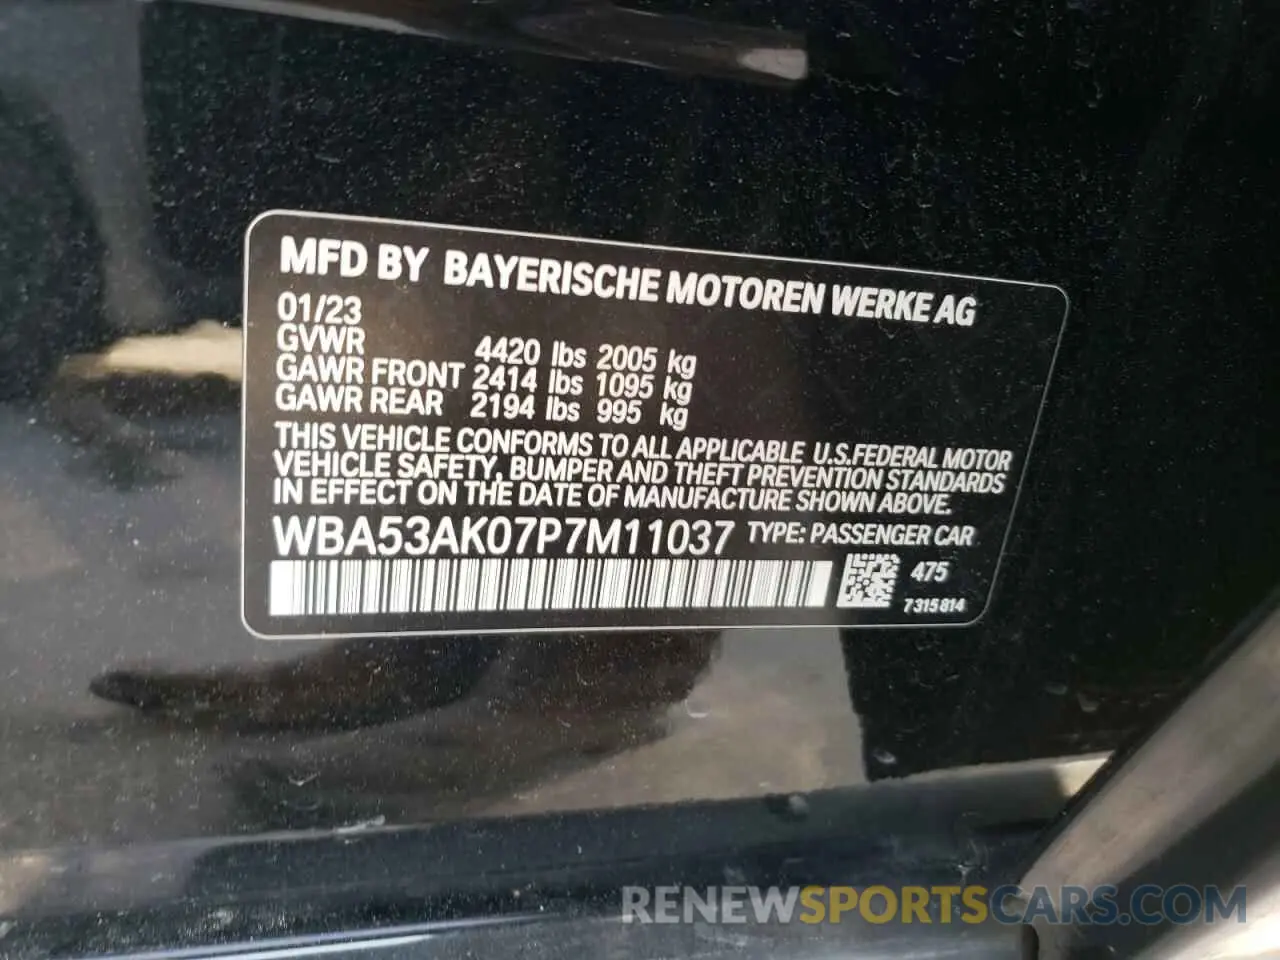 MFD BY BAYERISCHE MOTOREN WERKE AG
01/23
GVWR 4420 lbs 2005 kg
GAWR FRONT 2414 lbs 1095 kg
GAWR REAR 2194 lbs 995 kg
THIS VEHICLE CONFORMS TO ALL APPLICABLE U.S.FEDERAL MOTOR
VEHICLE SAFETY, BUMPER AND THEFT PREVENTION STANDARDS
IN EFFECT ON THE DATE OF MANUFACTURE SHOWN ABOVE.
WBA53AK07P7M11037 TYPE: PASSENGER CAR
475
7315814
RENEWSPORTSCARS.COM